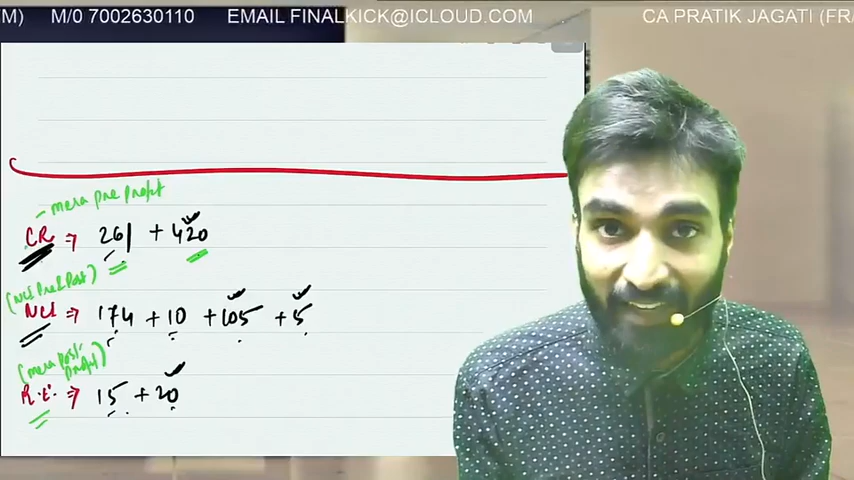 M) M/0 7002630110 EMAIL FINALKICK@ICLOUD.COM CA PRATIK JAGATI (FRA
mera pre profit
CR ⇒ 261 + 420
(NCI Pre & Post)
NCI ⇒ 174 + 10 + 105 + 5
(mera post profit)
R.E. ⇒ 15 + 20